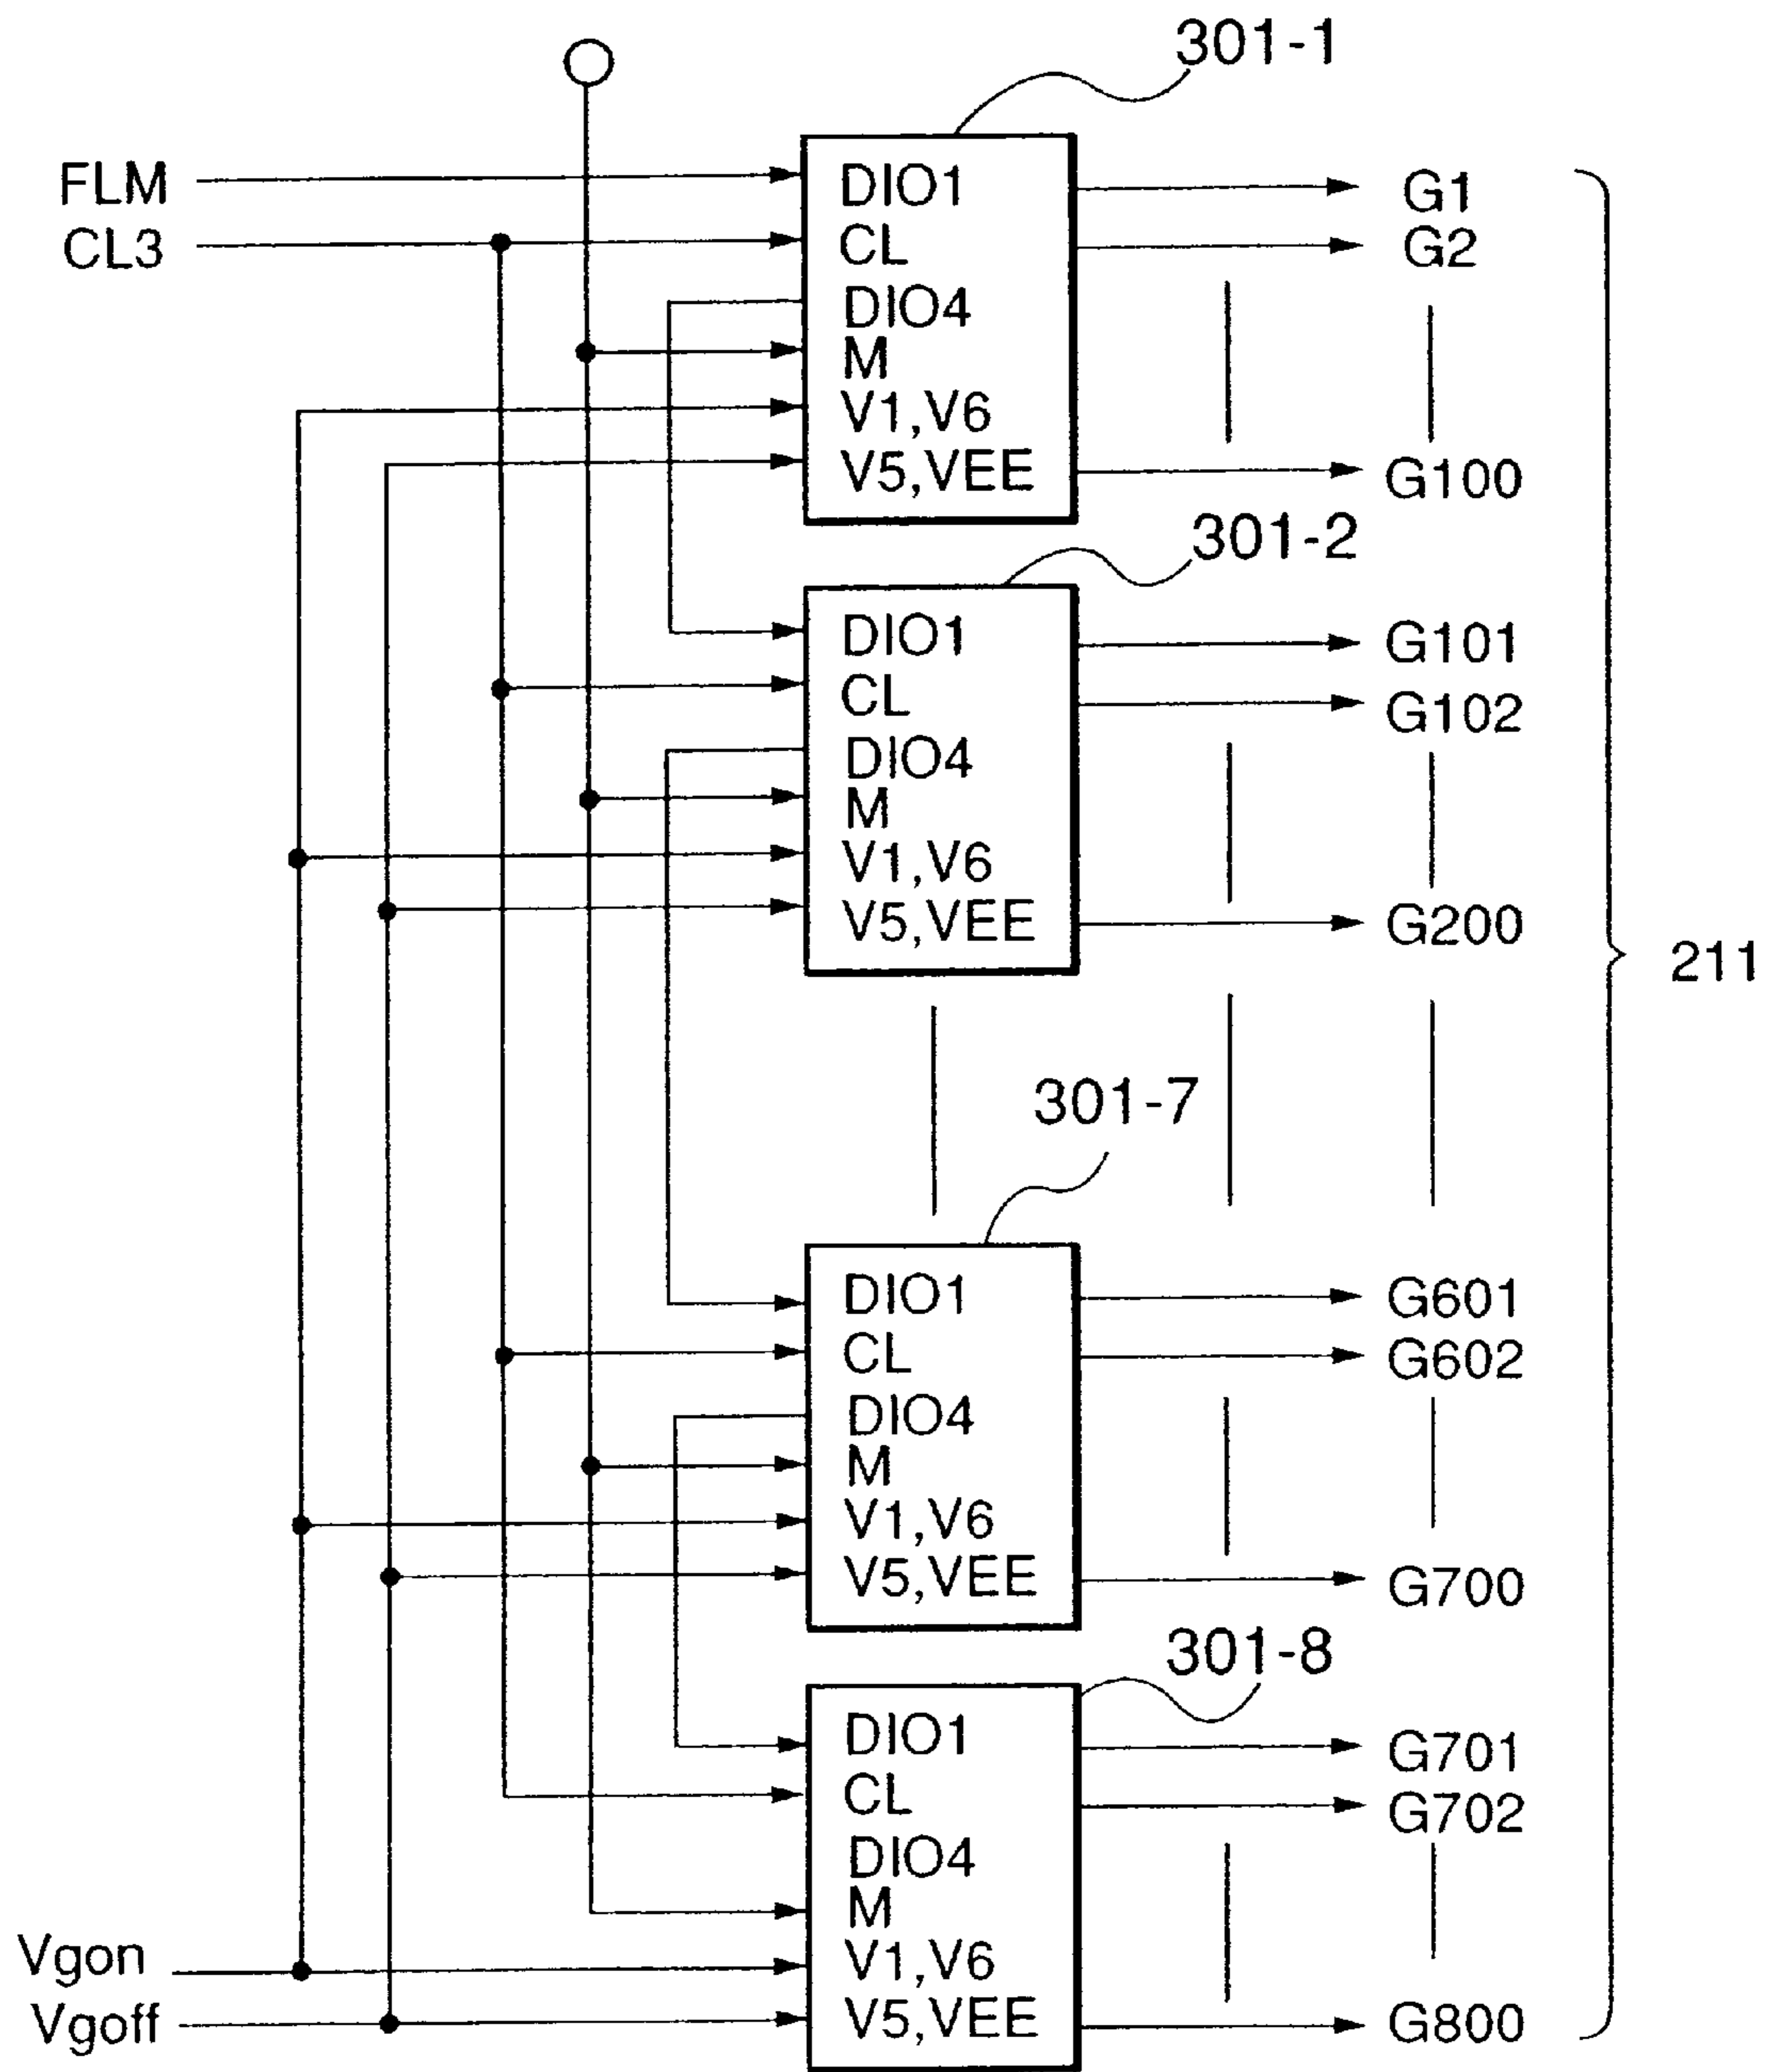 301-1
FLM
CL3
DIO1
CL
DIO4
M
V1,V6
V5,VEE
G1
G2
G100
301-2
DIO1
CL
DIO4
M
V1,V6
V5,VEE
G101
G102
G200
211
301-7
DIO1
CL
DIO4
M
V1,V6
V5,VEE
G601
G602
G700
301-8
DIO1
CL
DIO4
M
V1,V6
V5,VEE
G701
G702
G800
Vgon
Vgoff